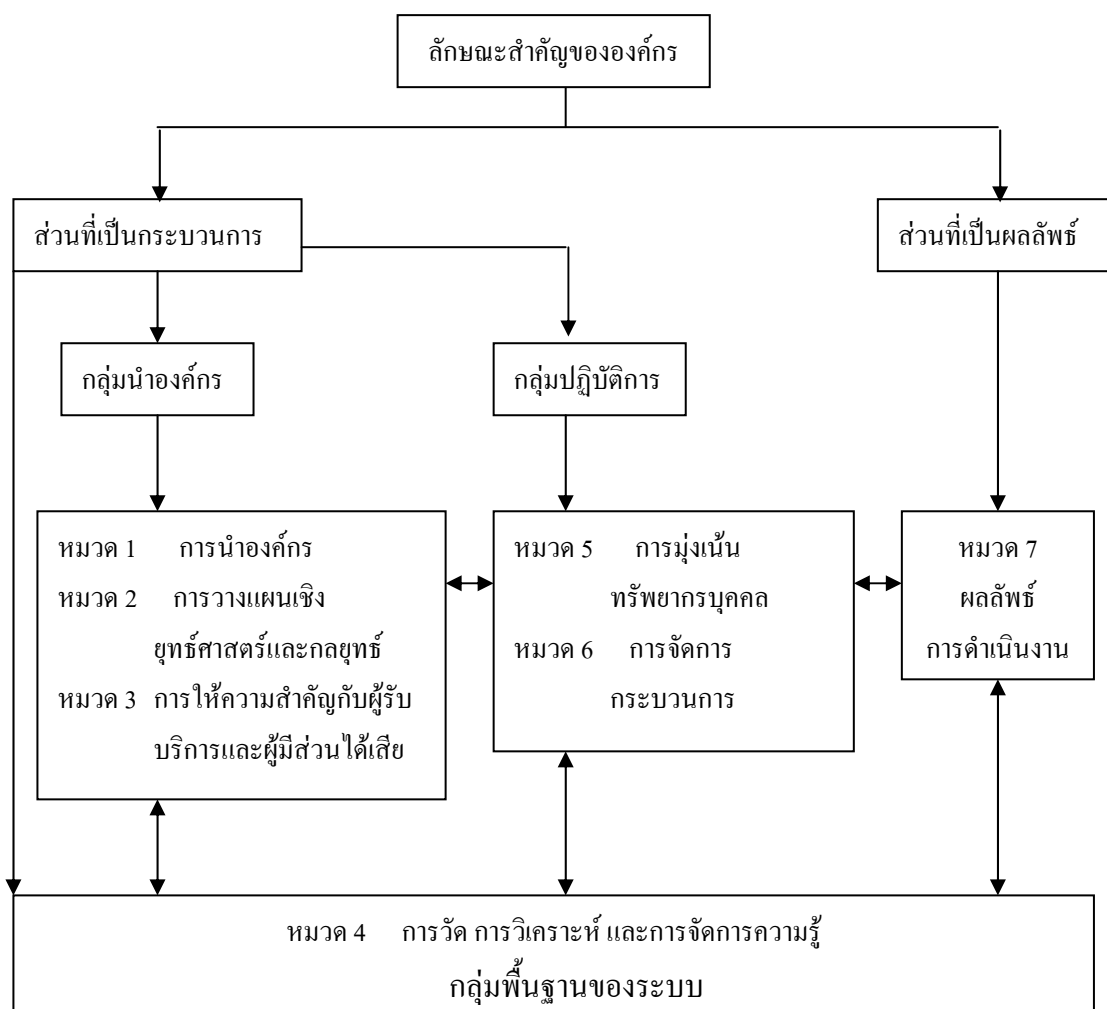 ลักษณะสำคัญขององค์กร
ส่วนที่เป็นกระบวนการ
ส่วนที่เป็นผลลัพธ์
กลุ่มนำองค์กร
กลุ่มปฏิบัติการ
หมวด 1 การนำองค์กร
หมวด 2 การวางแผนเชิง
ยุทธ์ศาสตร์และกลยุทธ์
หมวด 3 การให้ความสำคัญกับผู้รับ
บริการและผู้มีส่วนได้เสีย
หมวด 5 การมุ่งเน้น
ทรัพยากรบุคคล
หมวด 6 การจัดการ
กระบวนการ
หมวด 7
ผลลัพธ์
การดำเนินงาน
หมวด 4 การวัด การวิเคราะห์ และการจัดการความรู้
กลุ่มพื้นฐานของระบบ